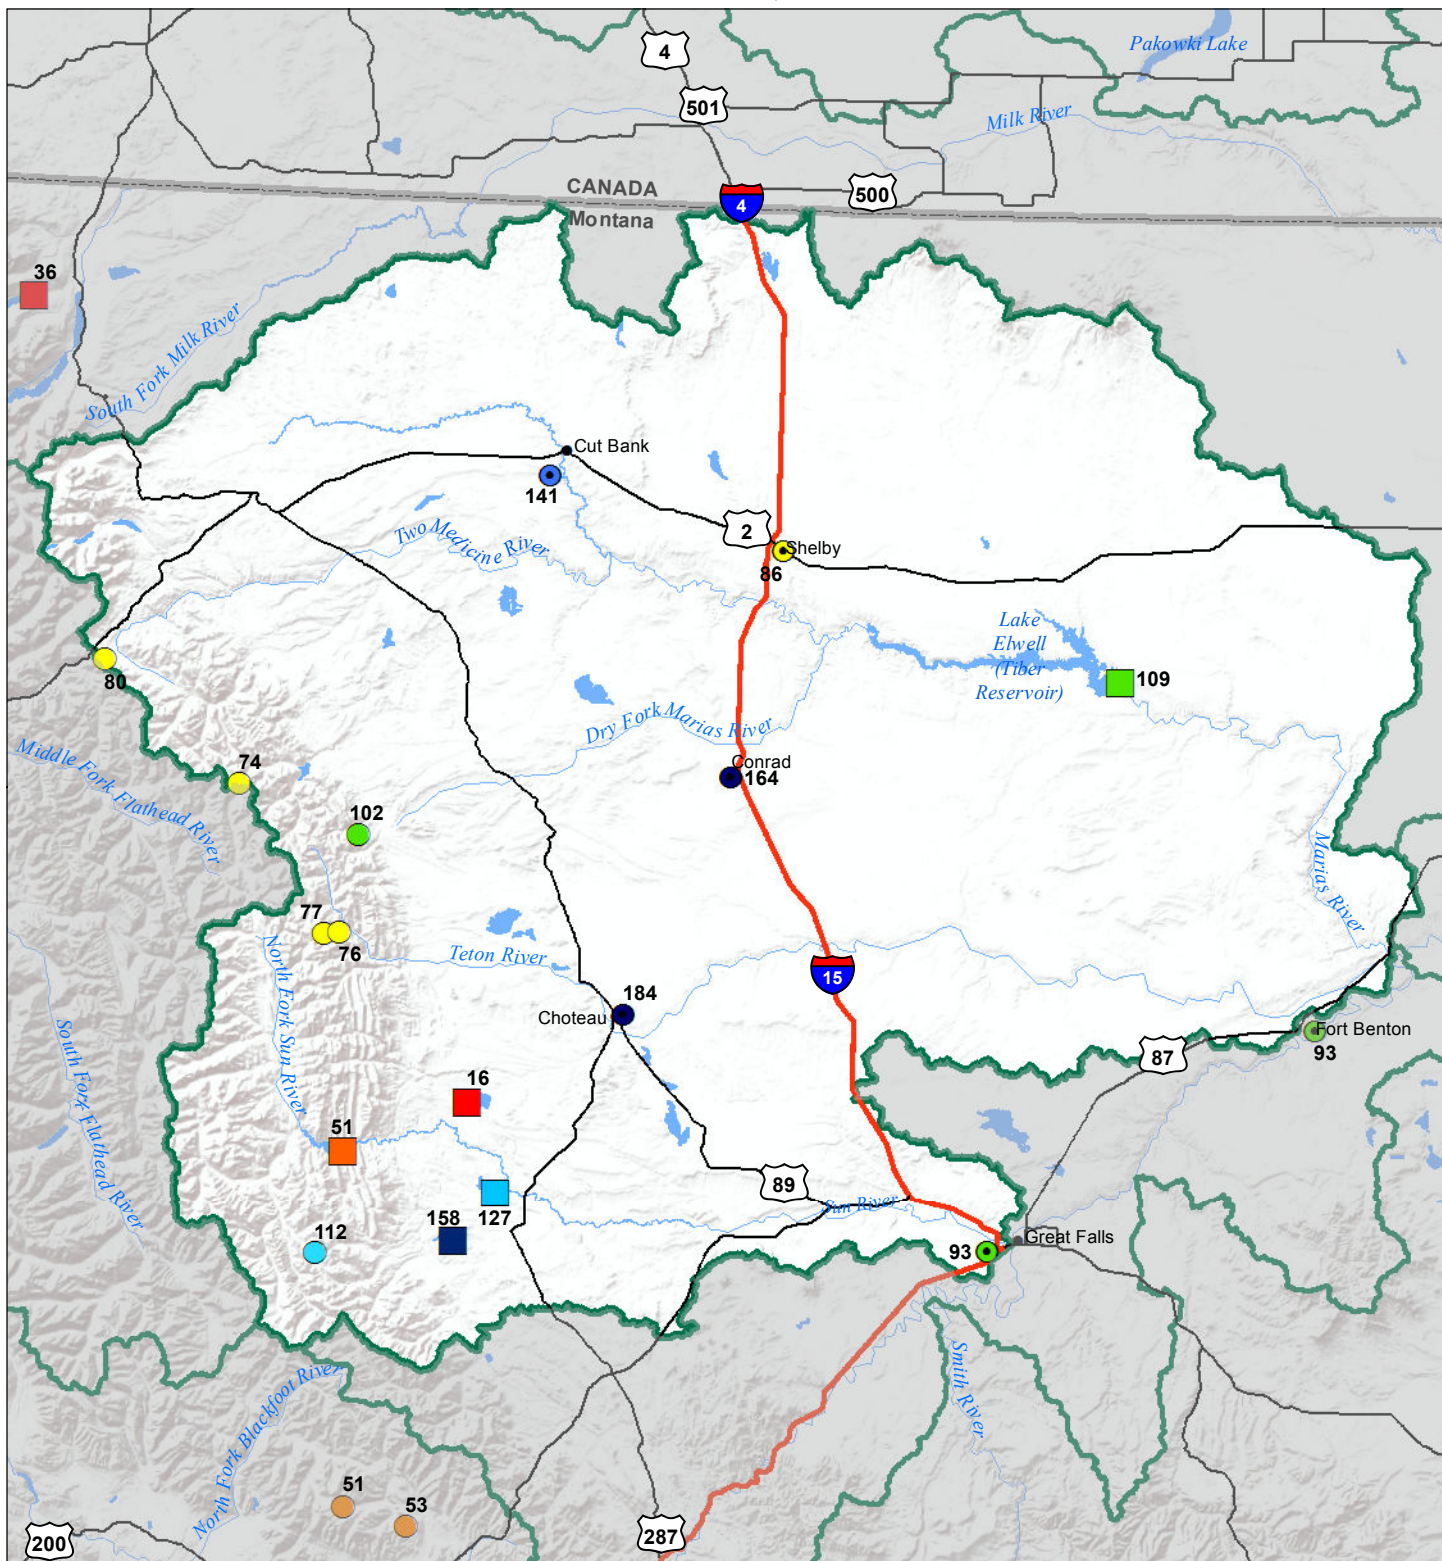 4
Pakowki Lake
501
Milk River
CANADA
500
4
Montana
36
South Fork Milk River
Cut Bank
141
2
Two Medicine River
Shelby
86
Lake
Elwell
(Tiber
Reservoir)
109
80
Dry Fork Marias River
Middle Fork Flathead River
74
Conrad
164
102
Marias River
77
76
North Fork Sun River
Teton River
15
184
Choteau
South Fork Flathead River
Fort Benton
93
87
16
51
89
127
Sun River
158
112
93
Great Falls
Smith River
North Fork Blackfoot River
51
53
200
287